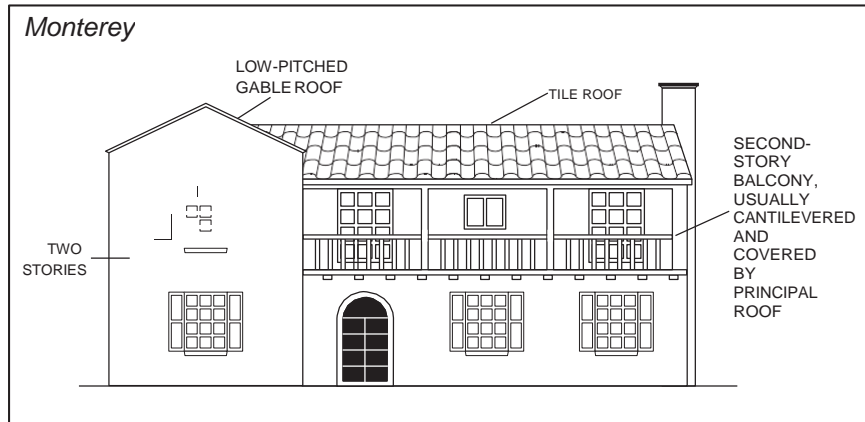 Monterey
LOW-PITCHED
GABLE ROOF
TILE ROOF
SECOND-
STORY
BALCONY,
USUALLY
CANTILEVERED
AND
COVERED
BY
PRINCIPAL
ROOF
TWO
STORIES